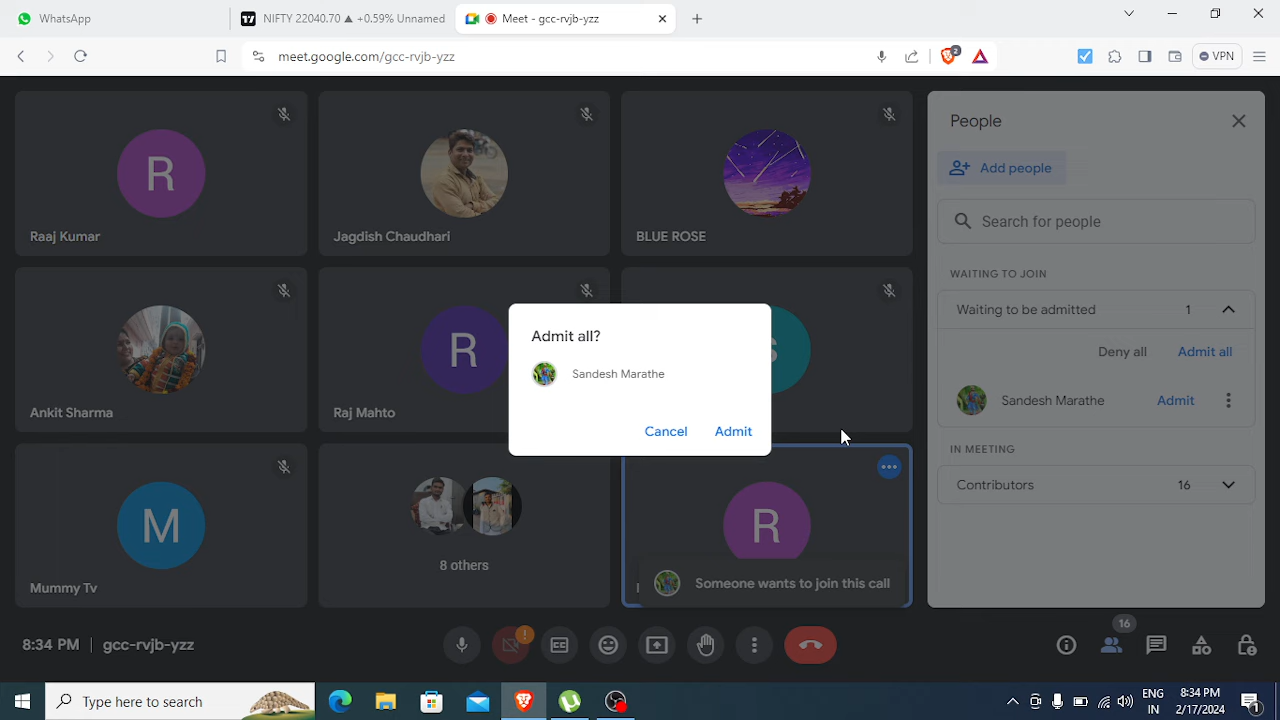 WhatsApp
NIFTY 22040.70 ▲ +0.59% Unnamed
Meet - gcc-rvjb-yzz
meet.google.com/gcc-rvjb-yzz
2
VPN
R
Raaj Kumar
Jagdish Chaudhari
BLUE ROSE
Ankit Sharma
R
Raj Mahto
M
Mummy Tv
8 others
R
Someone wants to join this call
Admit all?
Sandesh Marathe
Cancel
Admit
People
Add people
Search for people
WAITING TO JOIN
Waiting to be admitted 1
Deny all Admit all
Sandesh Marathe Admit
IN MEETING
Contributors 16
8:34 PM | gcc-rvjb-yzz
16
Type here to search
ENG
IN
8:34 PM
2/17/2024
1